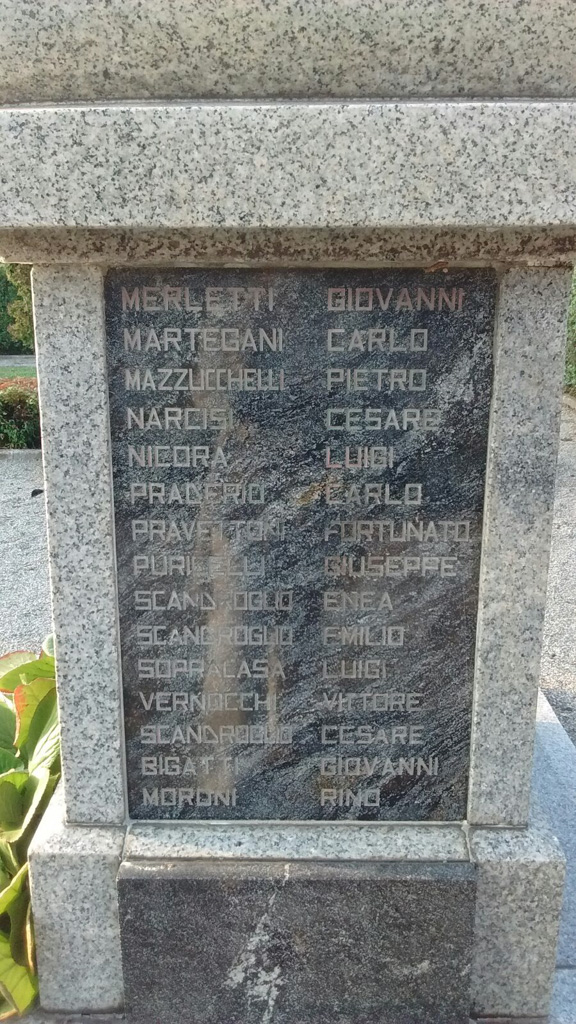 MERLETTI GIOVANNI
MARTEGANI CARLO
MAZZUCCHELLI PIETRO
NARCISI CESARE
NICORA LUIGI
PRADERIO CARLO
PRAVETTONI FORTUNATO
PURICELLI GIUSEPPE
SCANDROGLIO ENEA
SCANDROGLIO EMILIO
SOPRACASA LUIGI
VERNOCCHI VITTORE
SCANDROGLIO CESARE
BIGATTI GIOVANNI
MORONI RINO